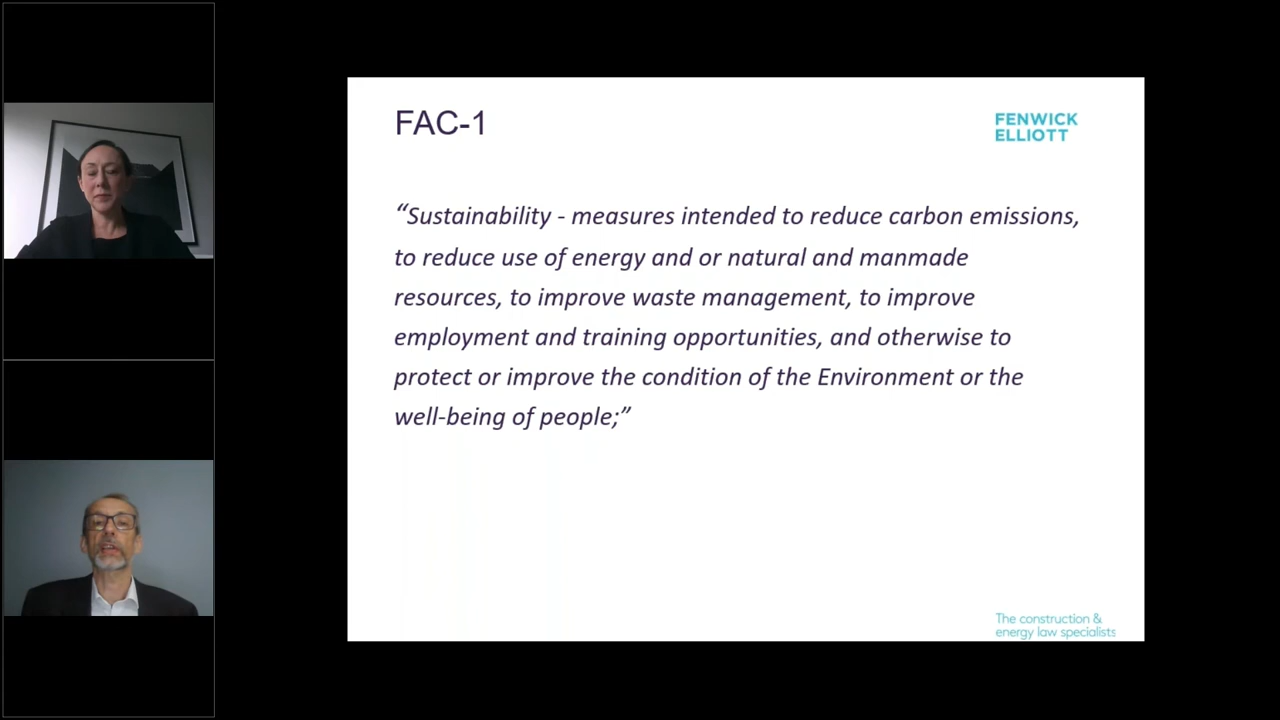 FAC-1
FENWICK
ELLIOTT
“Sustainability - measures intended to reduce carbon emissions,
to reduce use of energy and or natural and manmade
resources, to improve waste management, to improve
employment and training opportunities, and otherwise to
protect or improve the condition of the Environment or the
well-being of people;”
The construction &
energy law specialists